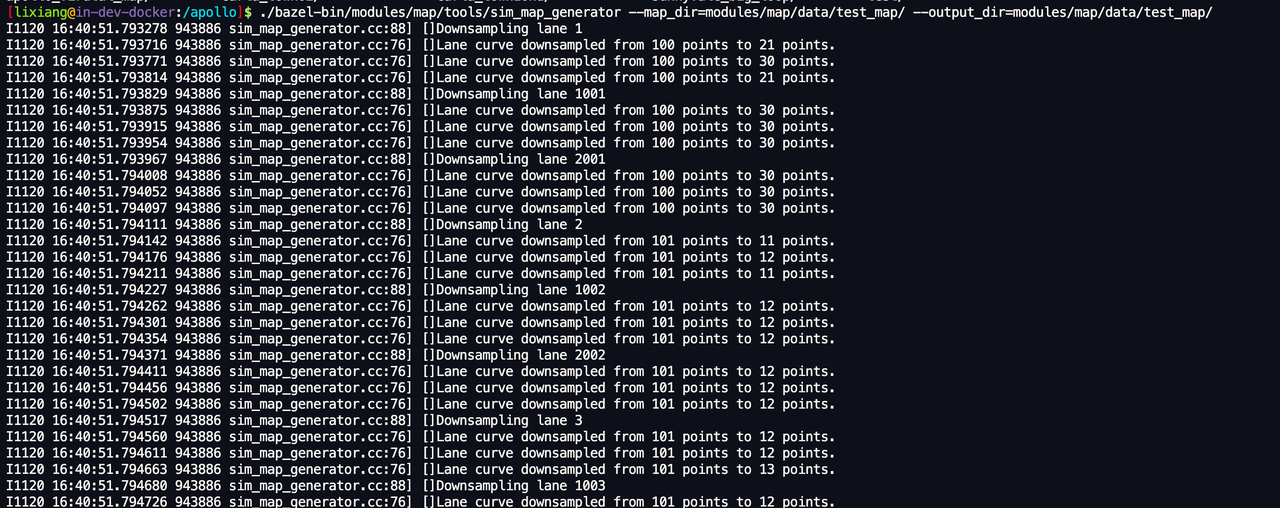 [lixiang@in-dev-docker:/apollo]$ ./bazel-bin/modules/map/tools/sim_map_generator --map_dir=modules/map/data/test_map/ --output_dir=modules/map/data/test_map/
I1120 16:40:51.793278 943886 sim_map_generator.cc:88] []Downsampling lane 1
I1120 16:40:51.793716 943886 sim_map_generator.cc:76] []Lane curve downsampled from 100 points to 21 points.
I1120 16:40:51.793771 943886 sim_map_generator.cc:76] []Lane curve downsampled from 100 points to 30 points.
I1120 16:40:51.793814 943886 sim_map_generator.cc:76] []Lane curve downsampled from 100 points to 21 points.
I1120 16:40:51.793829 943886 sim_map_generator.cc:88] []Downsampling lane 1001
I1120 16:40:51.793875 943886 sim_map_generator.cc:76] []Lane curve downsampled from 100 points to 30 points.
I1120 16:40:51.793915 943886 sim_map_generator.cc:76] []Lane curve downsampled from 100 points to 30 points.
I1120 16:40:51.793954 943886 sim_map_generator.cc:76] []Lane curve downsampled from 100 points to 30 points.
I1120 16:40:51.793967 943886 sim_map_generator.cc:88] []Downsampling lane 2001
I1120 16:40:51.794008 943886 sim_map_generator.cc:76] []Lane curve downsampled from 100 points to 30 points.
I1120 16:40:51.794052 943886 sim_map_generator.cc:76] []Lane curve downsampled from 100 points to 30 points.
I1120 16:40:51.794097 943886 sim_map_generator.cc:76] []Lane curve downsampled from 100 points to 30 points.
I1120 16:40:51.794111 943886 sim_map_generator.cc:88] []Downsampling lane 2
I1120 16:40:51.794142 943886 sim_map_generator.cc:76] []Lane curve downsampled from 101 points to 11 points.
I1120 16:40:51.794176 943886 sim_map_generator.cc:76] []Lane curve downsampled from 101 points to 12 points.
I1120 16:40:51.794211 943886 sim_map_generator.cc:76] []Lane curve downsampled from 101 points to 11 points.
I1120 16:40:51.794227 943886 sim_map_generator.cc:88] []Downsampling lane 1002
I1120 16:40:51.794262 943886 sim_map_generator.cc:76] []Lane curve downsampled from 101 points to 12 points.
I1120 16:40:51.794301 943886 sim_map_generator.cc:76] []Lane curve downsampled from 101 points to 12 points.
I1120 16:40:51.794354 943886 sim_map_generator.cc:76] []Lane curve downsampled from 101 points to 12 points.
I1120 16:40:51.794371 943886 sim_map_generator.cc:88] []Downsampling lane 2002
I1120 16:40:51.794411 943886 sim_map_generator.cc:76] []Lane curve downsampled from 101 points to 12 points.
I1120 16:40:51.794456 943886 sim_map_generator.cc:76] []Lane curve downsampled from 101 points to 12 points.
I1120 16:40:51.794502 943886 sim_map_generator.cc:76] []Lane curve downsampled from 101 points to 12 points.
I1120 16:40:51.794517 943886 sim_map_generator.cc:88] []Downsampling lane 3
I1120 16:40:51.794560 943886 sim_map_generator.cc:76] []Lane curve downsampled from 101 points to 12 points.
I1120 16:40:51.794611 943886 sim_map_generator.cc:76] []Lane curve downsampled from 101 points to 12 points.
I1120 16:40:51.794663 943886 sim_map_generator.cc:76] []Lane curve downsampled from 101 points to 13 points.
I1120 16:40:51.794680 943886 sim_map_generator.cc:88] []Downsampling lane 1003
I1120 16:40:51.794726 943886 sim_map_generator.cc:76] []Lane curve downsampled from 101 points to 12 points.